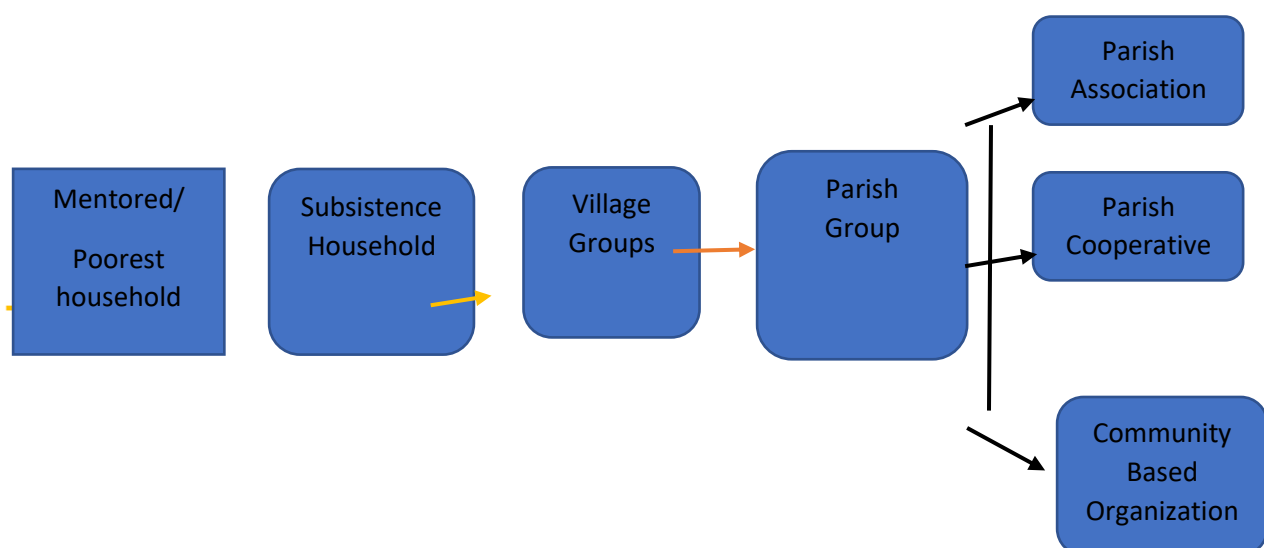 Mentored/
Poorest
household
Subsistence
Household
Village
Groups
Parish
Group
Parish
Association
Parish
Cooperative
Community
Based
Organization